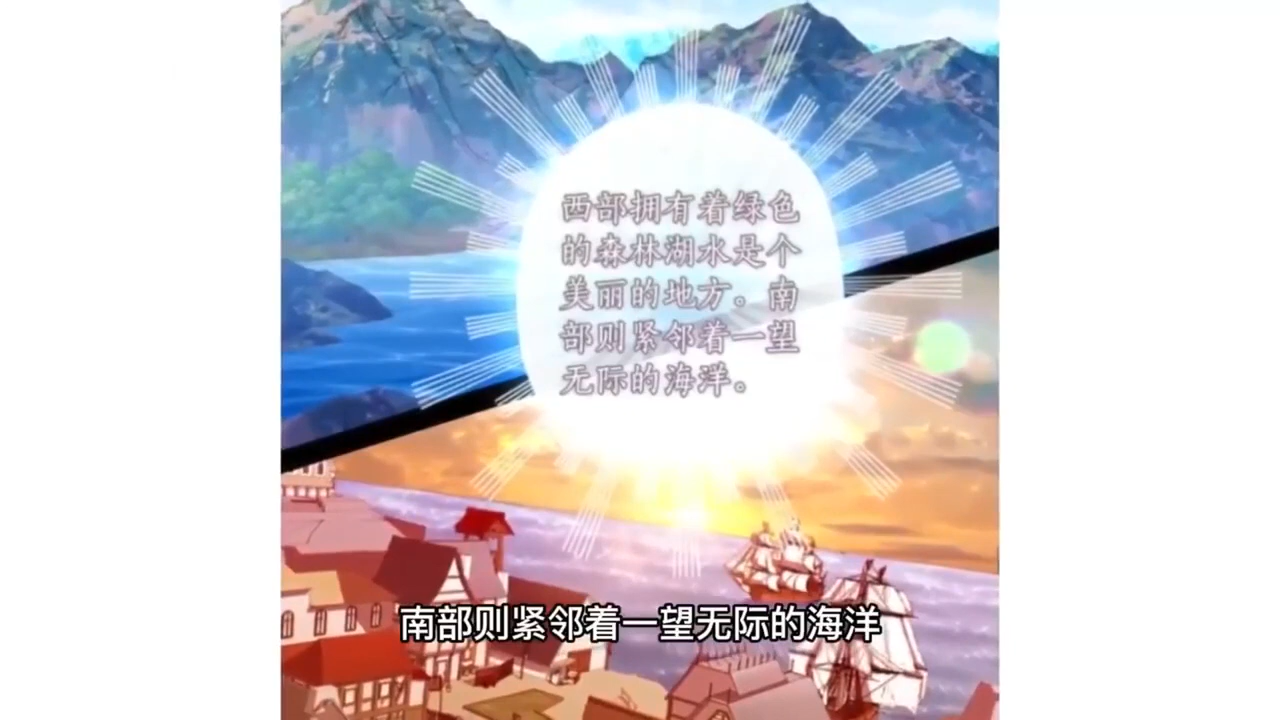 西部拥有着绿色
的森林湖水是个
美丽的地方。南
部则紧邻着一望
无际的海洋。
南部则紧邻着一望无际的海洋